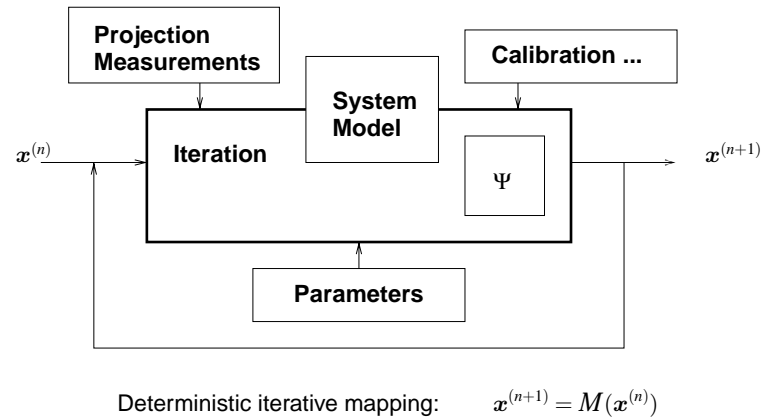 Projection
Measurements
Calibration ...
System
Model
x^(n)
Iteration
Ψ
x^(n+1)
Parameters
Deterministic iterative mapping: x^(n+1) = M(x^(n))